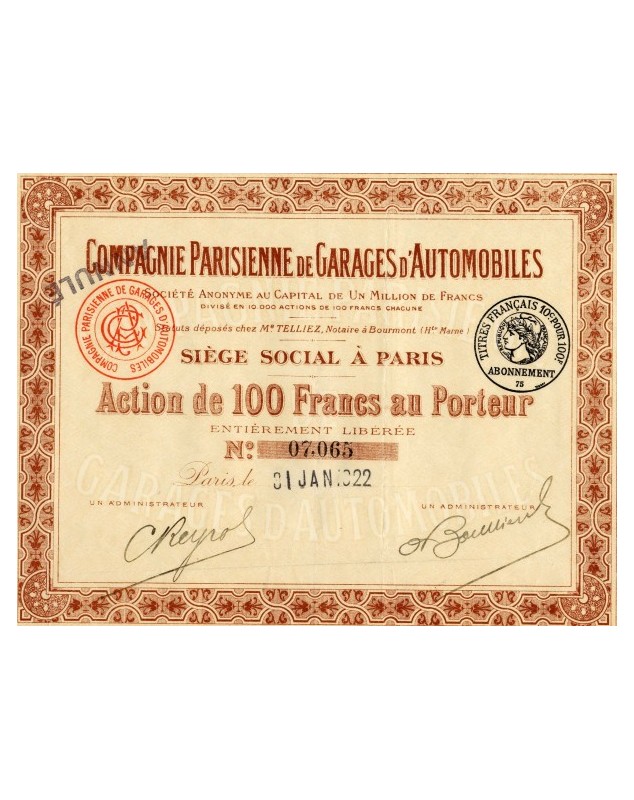 COMPAGNIE PARISIENNE DE GARAGES D'AUTOMOBILES
ANNULÉ
SOCIÉTÉ ANONYME AU CAPITAL DE UN MILLION DE FRANCS
DIVISÉ EN 10.000 ACTIONS DE 100 FRANCS CHACUNE
COMPAGNIE PARISIENNE DE GARAGES D'AUTOMOBILES
Statuts déposés chez Me TELLIEZ, Notaire à Bourmont (Hte Marne)
TITRES FRANÇAIS 10c POUR 100F
ABONNEMENT
75
SIÈGE SOCIAL À PARIS
Action de 100 Francs au Porteur
ENTIÈREMENT LIBÉRÉE
No: 07.065
Paris, le 31 JAN 1922
GARAGES D'AUTOMOBILES
UN ADMINISTRATEUR
UN ADMINISTRATEUR